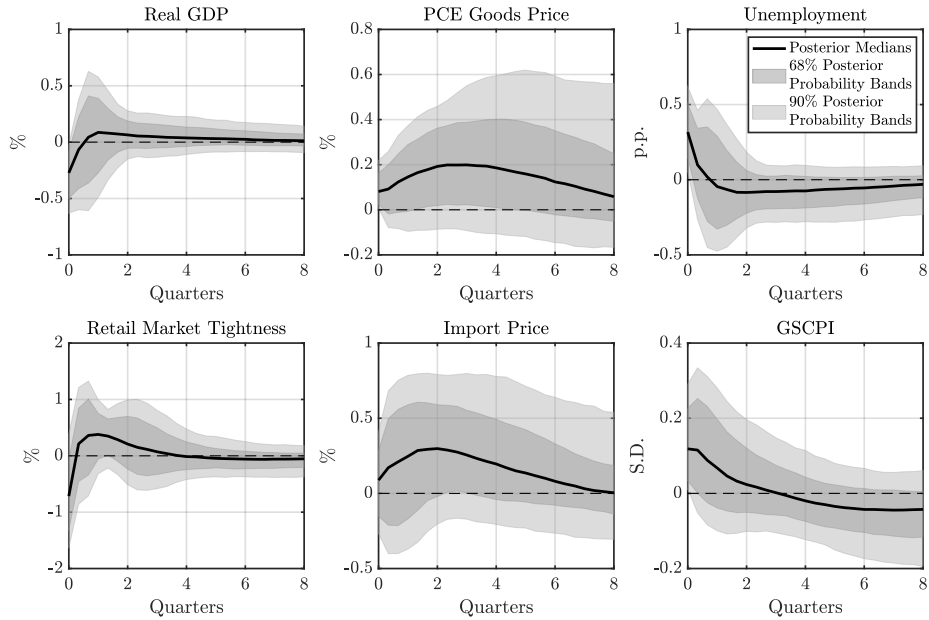 Real GDP
1
0.5
0
-0.5
-1
%
0 2 4 6 8
Quarters
PCE Goods Price
0.8
0.6
0.4
0.2
0
-0.2
%
0 2 4 6 8
Quarters
Unemployment
1
0.5
0
-0.5
p.p.
Posterior Medians
68% Posterior
Probability Bands
90% Posterior
Probability Bands
0 2 4 6 8
Quarters
Retail Market Tightness
2
1
0
-1
-2
%
0 2 4 6 8
Quarters
Import Price
1
0.5
0
-0.5
%
0 2 4 6 8
Quarters
GSCPI
0.4
0.2
0
-0.2
S.D.
0 2 4 6 8
Quarters